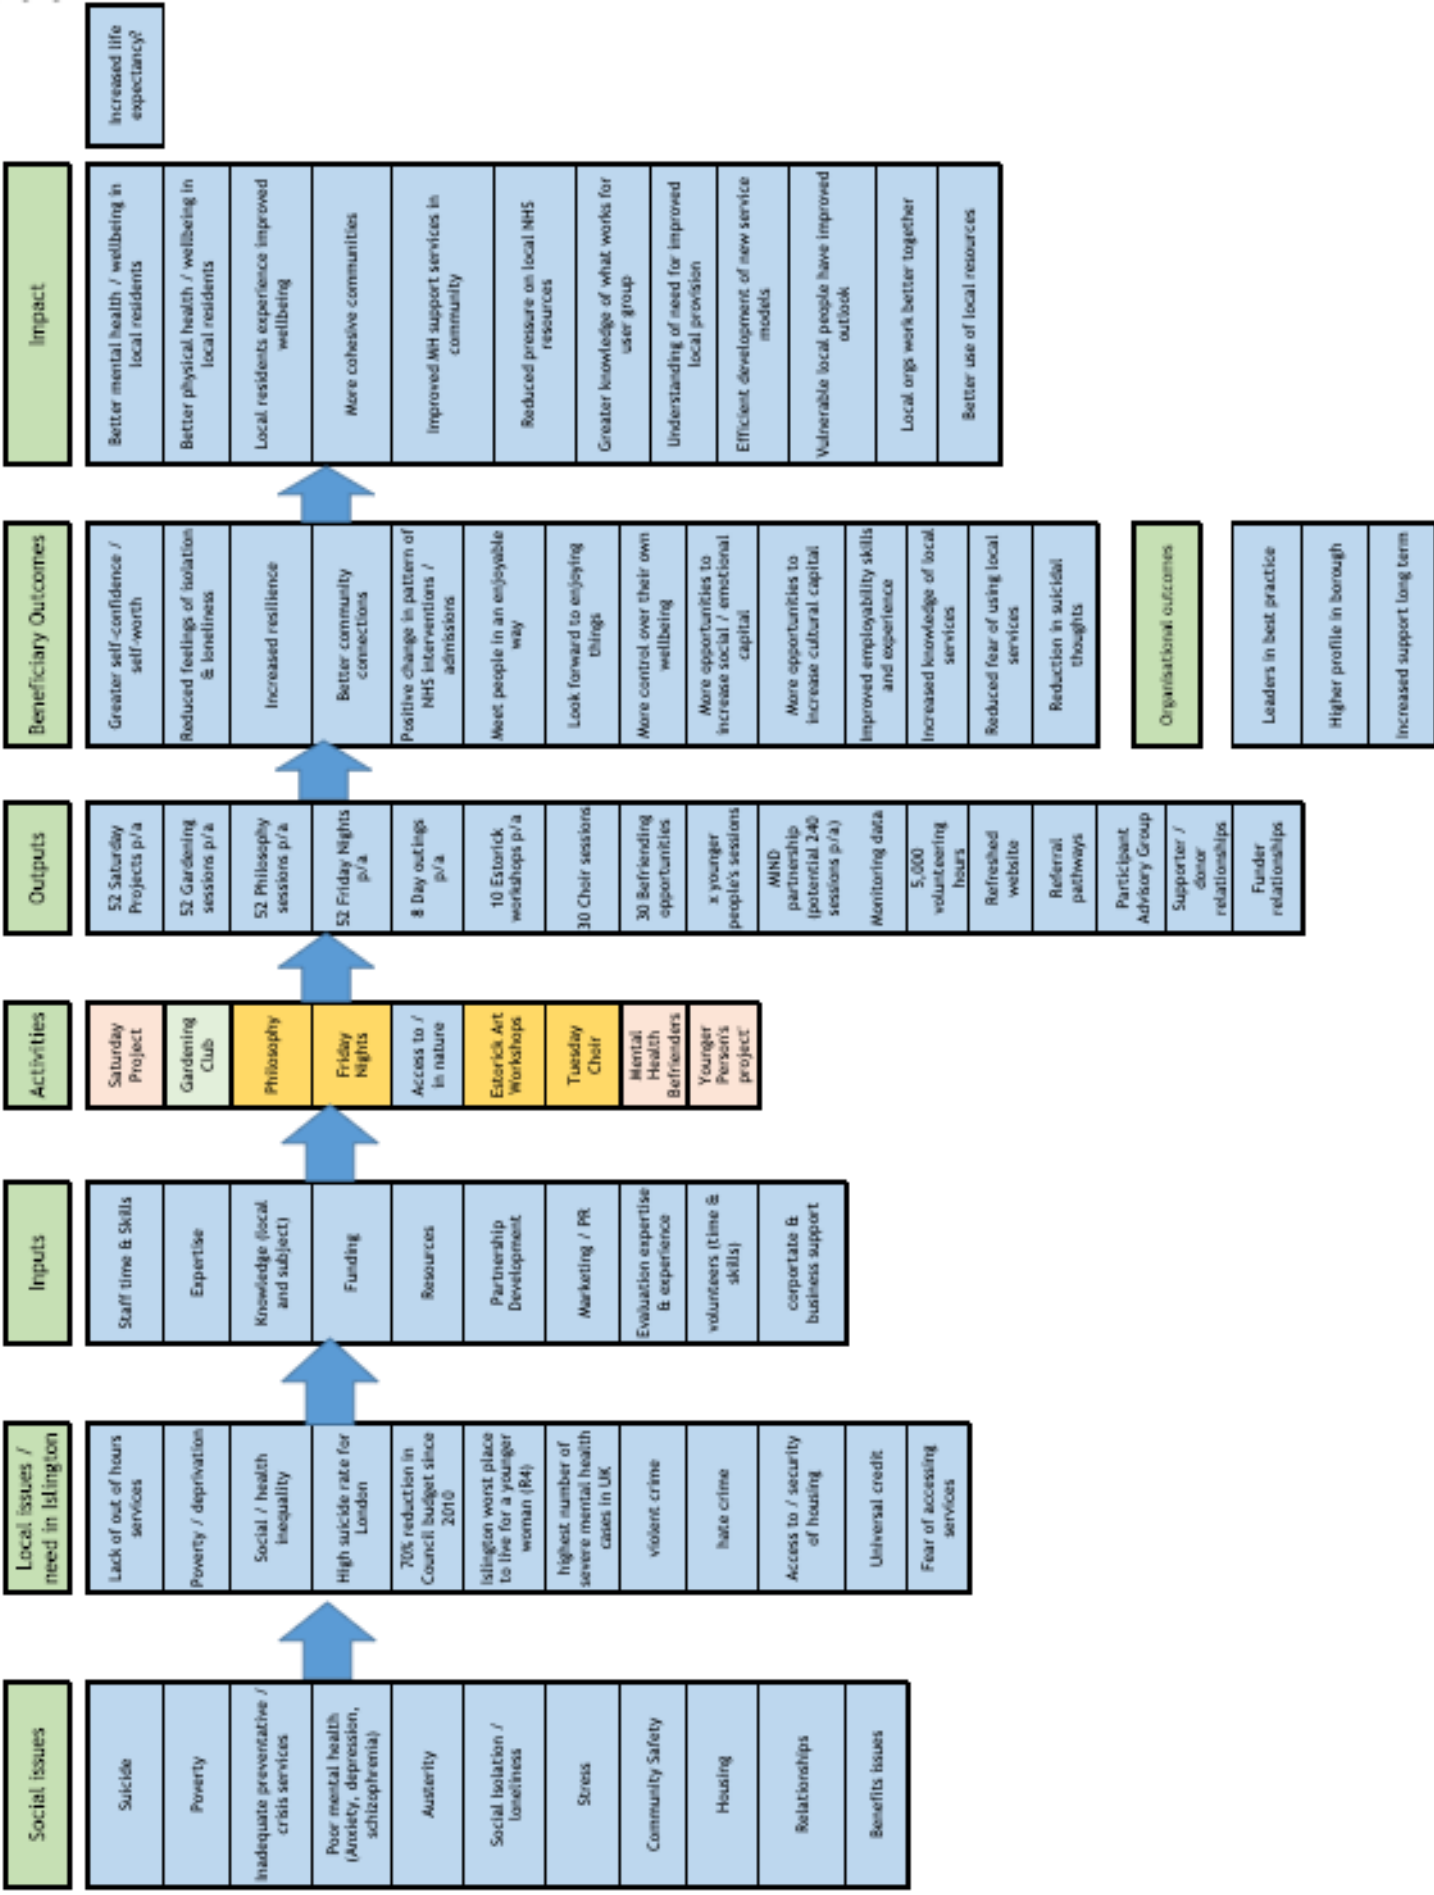 Social issues
Suicide
Poverty
Inadequate preventative /
crisis services
Poor mental health
(Anxiety, depression,
schizophrenia)
Austerity
Social Isolation /
loneliness
Stress
Community Safety
Housing
Relationships
Benefits issues
Local issues /
need in Islington
Lack of out of hours
services
Poverty / deprivation
Social / health
inequality
High suicide rate for
London
70% reduction in
Council budget since
2010
Islington worst place
to live for a younger
woman (R4)
highest number of
severe mental health
cases in UK
violent crime
hate crime
Access to / security
of housing
Universal credit
Fear of accessing
services
Inputs
Staff time & Skills
Expertise
Knowledge (local
and subject)
Funding
Resources
Partnership
Development
Marketing / PR
Evaluation expertise
& experience
volunteers (time &
skills)
corportate &
business support
Activities
Saturday
Project
Gardening
Club
Philosophy
Friday
Nights
Access to /
in nature
Estorick Art
Workshops
Tuesday
Choir
Mental
Health
Befrienders
Younger
Person's
project'
Outputs
52 Saturday
Projects p/a
52 Gardening
sessions p/a
52 Philosophy
sessions p/a
52 Friday Nights
p/a
8 Day outings
p/a
10 Estorick
workshops p/a
30 Choir sessions
30 Befriending
opportunities
x younger
people's sessions
MIND
partnership
(potential 240
sessions p/a)
Monitoring data
5,000
volunteering
hours
Refreshed
website
Referral
pathways
Participant
Advisory Group
Supporter /
donor
relationships
Funder
relationships
Beneficiary Outcomes
Greater self-confidence /
self-worth
Reduced feelings of isolation
& loneliness
Increased resilience
Better community
connections
Positive change in pattern of
NHS interventions /
admissions
Meet people in an enjoyable
way
Look forward to enjoying
things
More control over their own
wellbeing
More opportunities to
increase social / emotional
capital
More opportunities to
increase cultural capital
Improved employability skills
and experience
Increased knowledge of local
services
Reduced fear of using local
services
Reduction in suicidal
thoughts
Organisational outcomes
Leaders in best practice
Higher profile in borough
Increased support long term
Impact
Better mental health / wellbeing in
local residents
Better physical health / wellbeing in
local residents
Local residents experience improved
wellbeing
More cohesive communities
Improved MH support services in
community
Reduced pressure on local NHS
resources
Greater knowledge of what works for
user group
Understanding of need for improved
local provision
Efficient development of new service
models
Vulnerable local people have improved
outlook
Local orgs work better together
Better use of local resources
Increased life
expectancy?